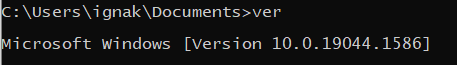 C:\Users\ignak\Documents>ver
Microsoft Windows [Version 10.0.19044.1586]